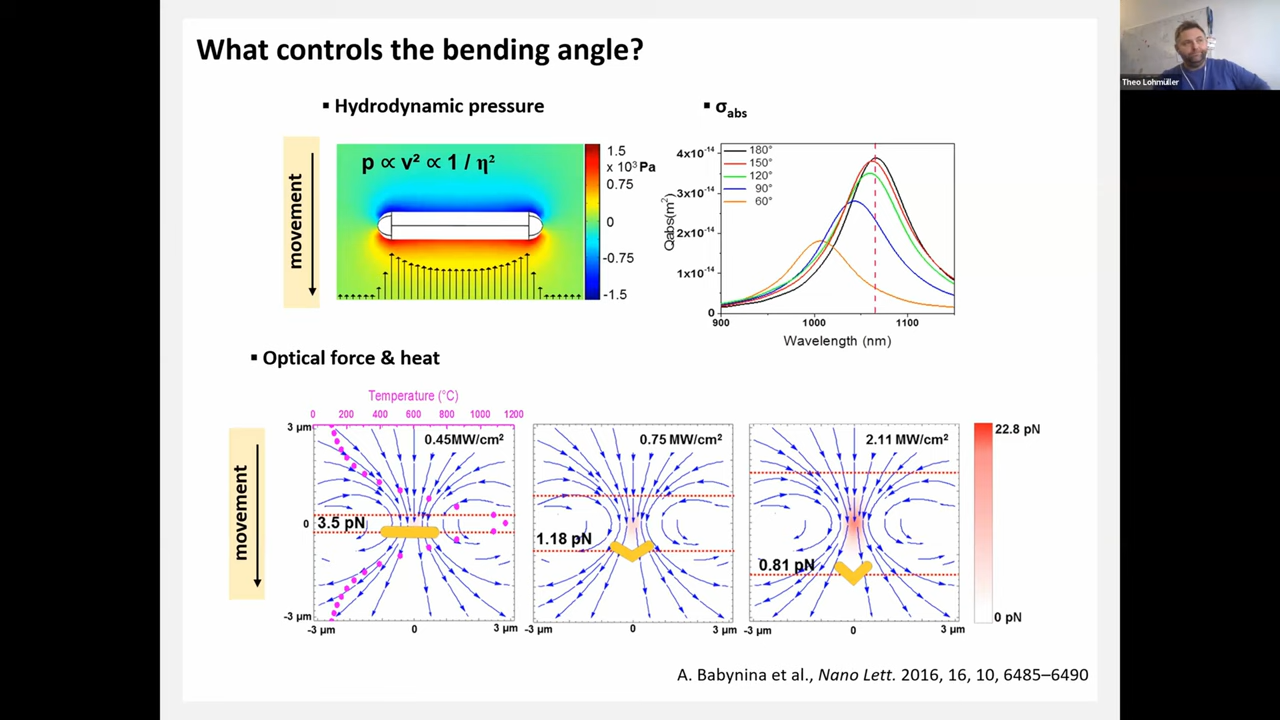 What controls the bending angle?
Theo Lohmüller
▪ Hydrodynamic pressure
▪ σabs
movement
p ∝ v² ∝ 1 / η²
1.5
x 10³ Pa
0.75
0
-0.75
-1.5
180°
150°
120°
90°
60°
4x10⁻¹⁴
3x10⁻¹⁴
2x10⁻¹⁴
1x10⁻¹⁴
0
Qabs(m²)
900 1000 1100
Wavelength (nm)
▪ Optical force & heat
movement
Temperature (°C)
0 200 400 600 800 1000 1200
3 µm
0
-3 µm
0.45MW/cm²
3.5 pN
-3 µm 0 3 µm
0.75 MW/cm²
1.18 pN
-3 µm 0 3 µm
2.11 MW/cm²
0.81 pN
-3 µm 0 3 µm
22.8 pN
0 pN
A. Babynina et al., Nano Lett. 2016, 16, 10, 6485–6490